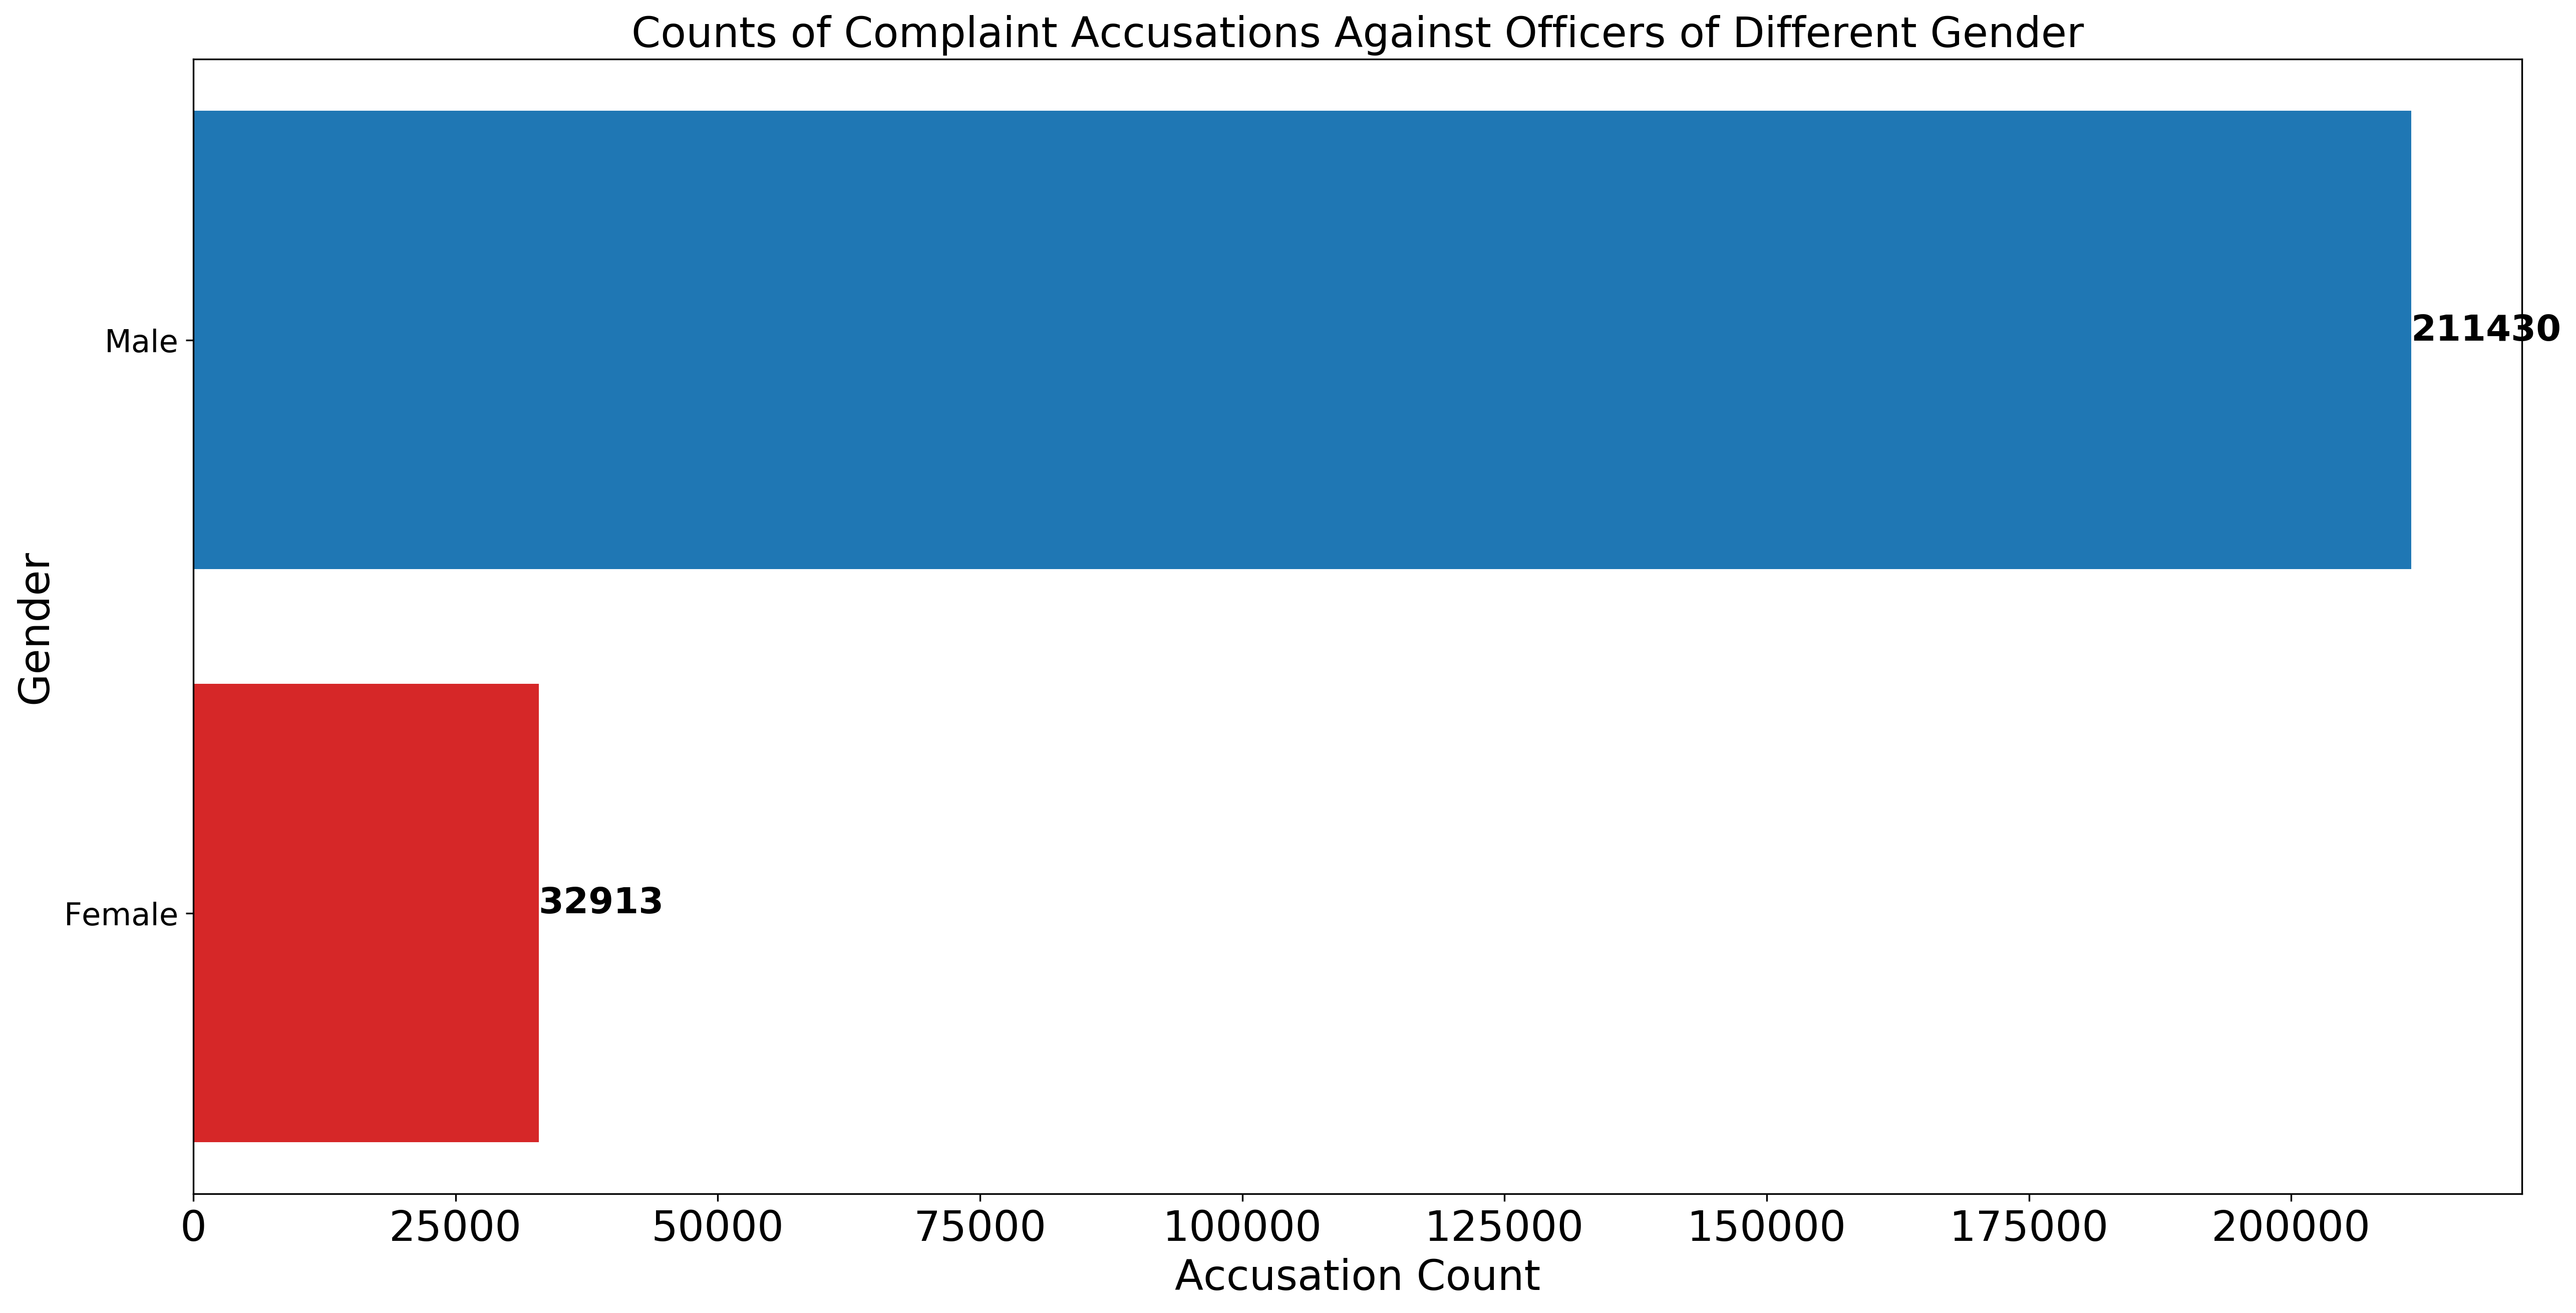 Counts of Complaint Accusations Against Officers of Different Gender
Male
211430
Gender
Female
32913
0 25000 50000 75000 100000 125000 150000 175000 200000
Accusation Count